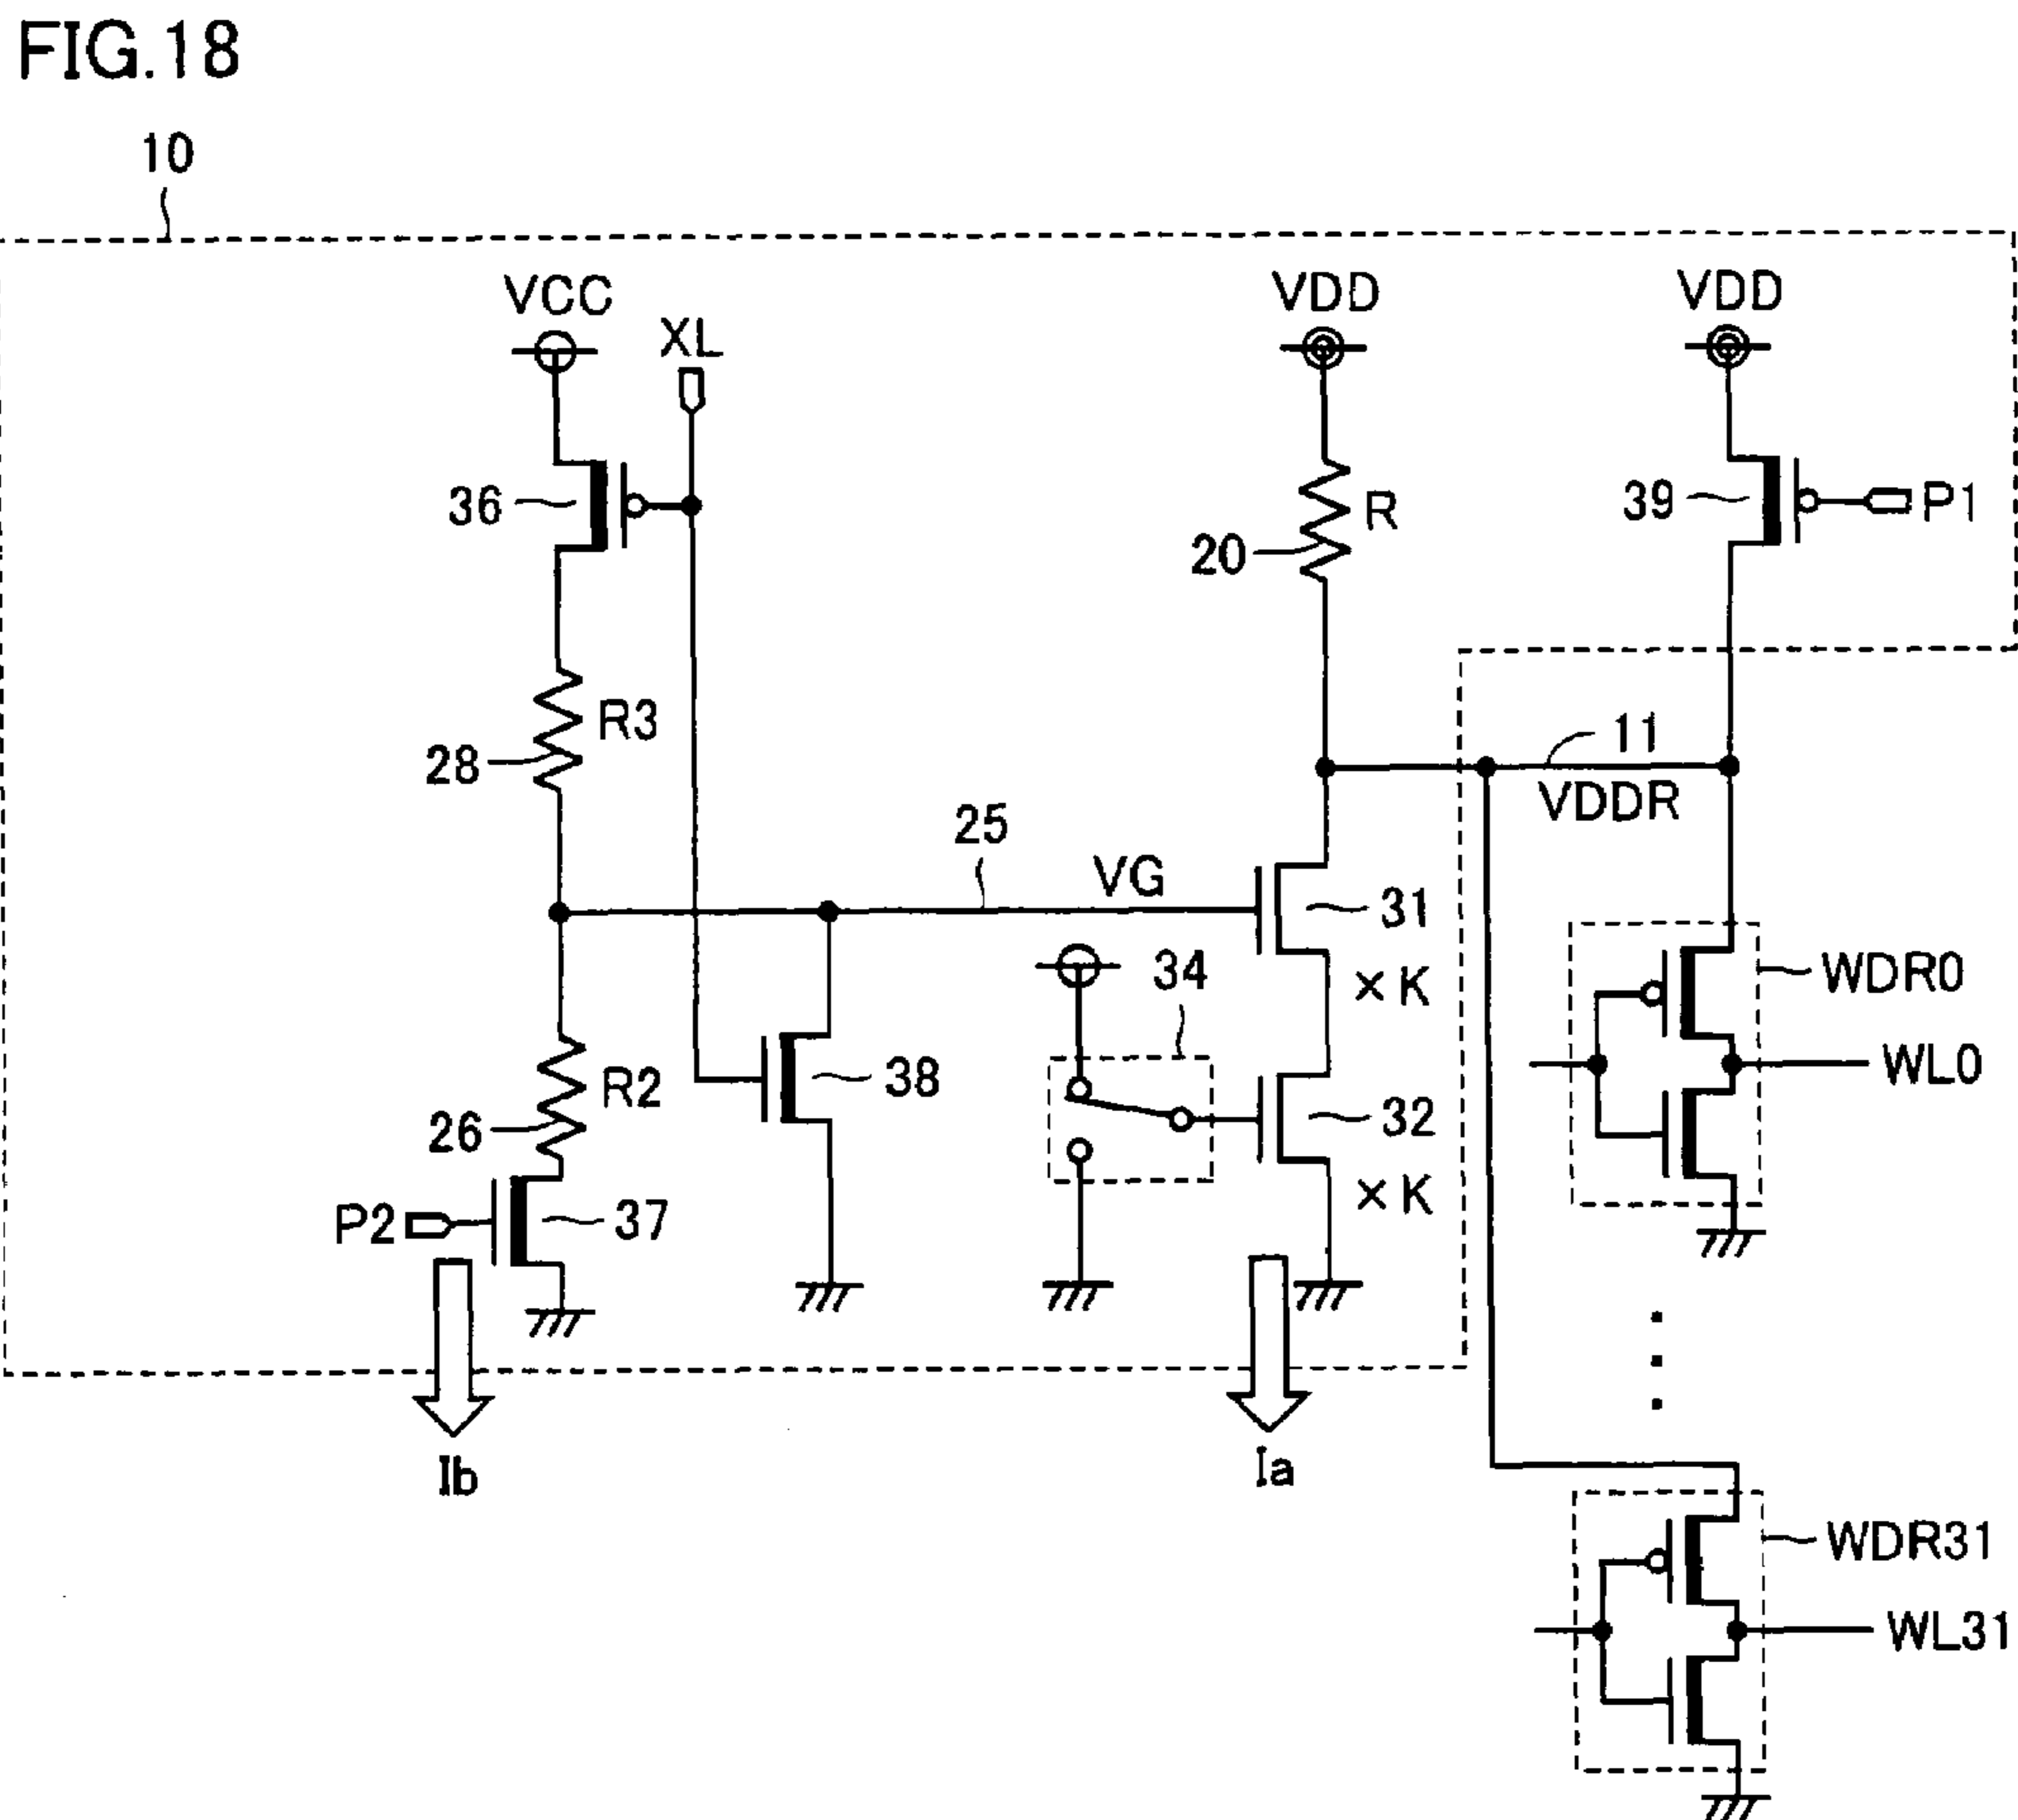 FIG.18
10
VCC
XL
VDD
VDD
36
39
P1
R
20
R3
28
11
VDDR
25
VG
31
×K
34
WDR0
WL0
R2
26
38
32
×K
P2
37
Ib
Ia
WDR31
WL31